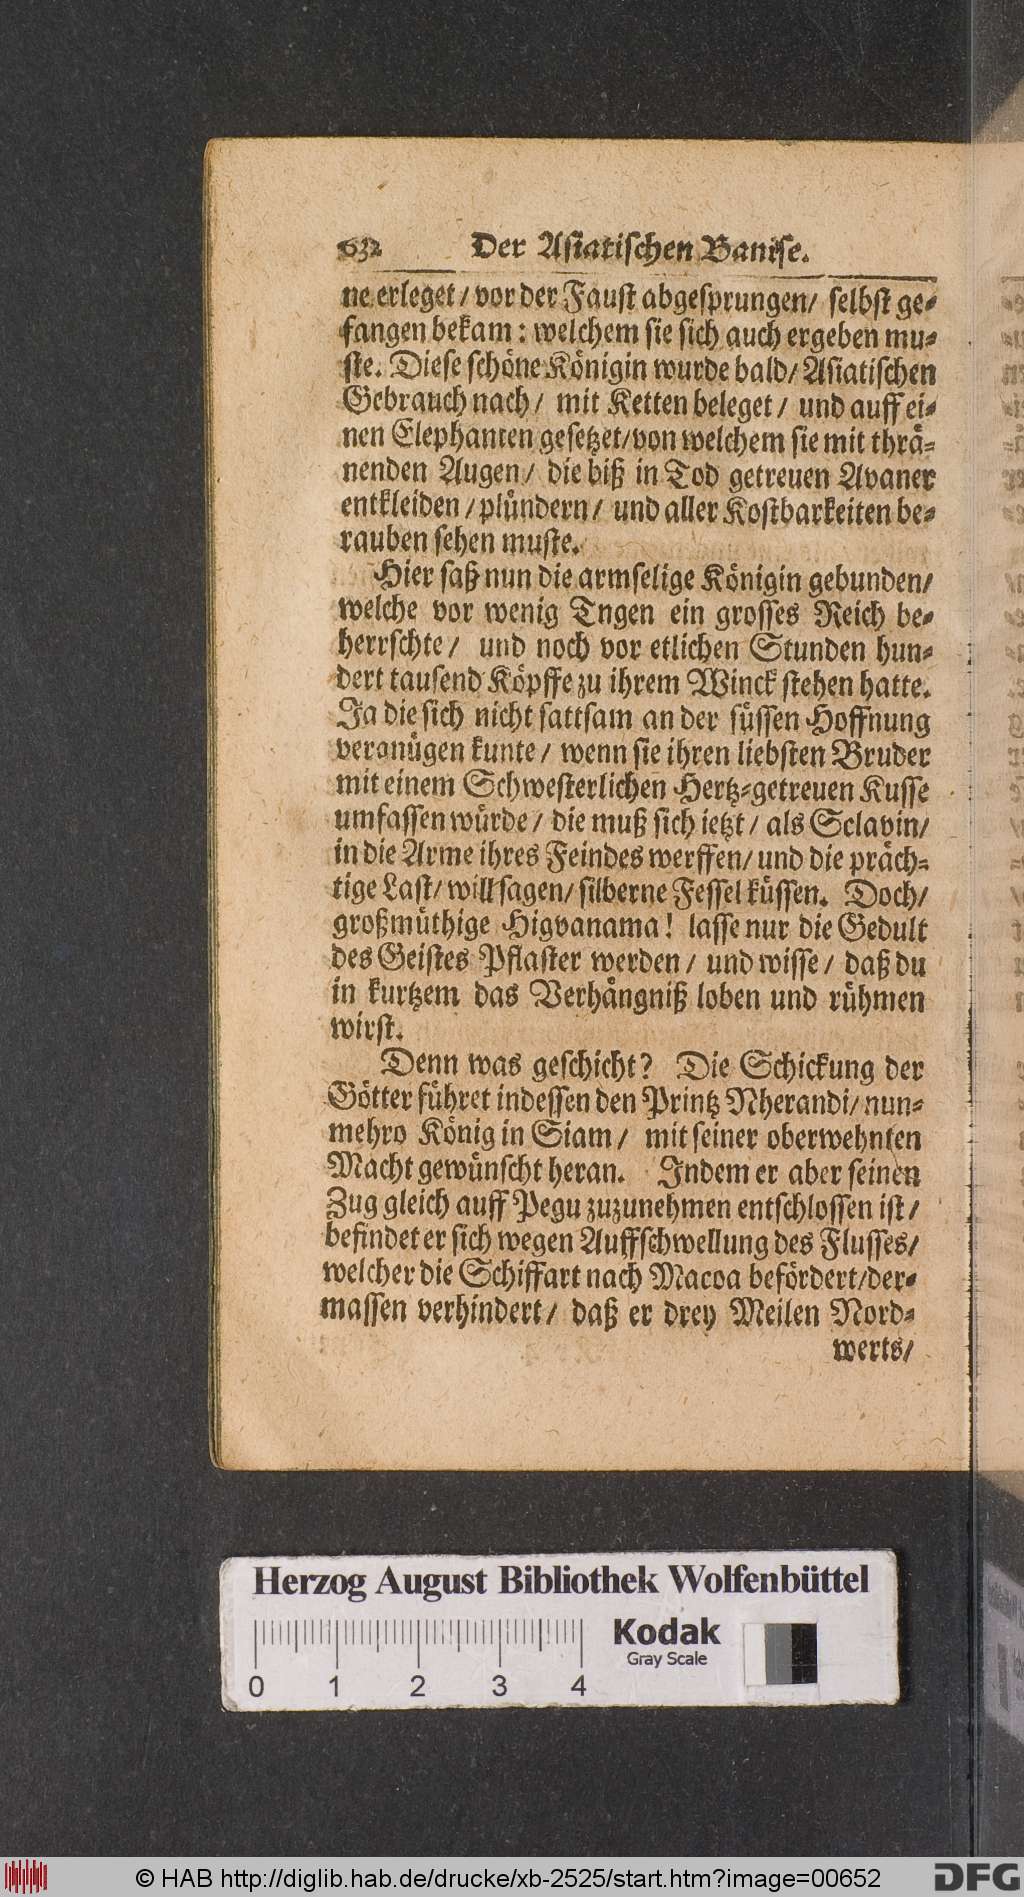 632 Der Asiatischen Banise.
ne erleget / vor der Faust abgesprungen / selbst ge-
fangen bekam: welchem sie sich auch ergeben mu-
ste. Diese schöne Königin wurde bald / Asiatischen
Gebrauch nach / mit Ketten beleget / und auff ei-
nen Elephanten gesetzet / von welchem sie mit thrä-
nenden Augen / die biß in Tod getreuen Avaner
entkleiden / plündern / und aller Kostbarkeiten be-
rauben sehen muste.
Hier saß nun die armselige Königin gebunden /
welche vor wenig Tngen ein grosses Reich be-
herrschte / und noch vor etlichen Stunden hun-
dert tausend Köpffe zu ihrem Winck stehen hatte.
Ja die sich nicht sattsam an der süssen Hoffnung
vergnügen kunte / wenn sie ihren liebsten Bruder
mit einem Schwesterlichen Hertz-getreuen Kusse
umfassen würde / die muß sich ietzt / als Sclavin /
in die Arme ihres Feindes werffen / und die präch-
tige Last / will sagen / silberne Fessel küssen. Doch /
großmüthige Higvanama! lasse nur die Gedult
des Geistes Pflaster werden / und wisse / daß du
in kurtzem das Verhängniß loben und rühmen
wirst.
Denn was geschicht? Die Schickung der
Götter führet indessen den Printz Nherandi / nun-
mehro König in Siam / mit seiner oberwehnten
Macht gewünscht heran. Indem er aber seinen
Zug gleich auff Pegu zuzunehmen entschlossen ist /
befindet er sich wegen Auffschwellung des Flusses /
welcher die Schiffart nach Macoa befördert / der-
massen verhindert / daß er drey Meilen Nord-
werts /
Herzog August Bibliothek Wolfenbüttel
Kodak
Gray Scale
0 1 2 3 4
© HAB http://diglib.hab.de/drucke/xb-2525/start.htm?image=00652
DFG